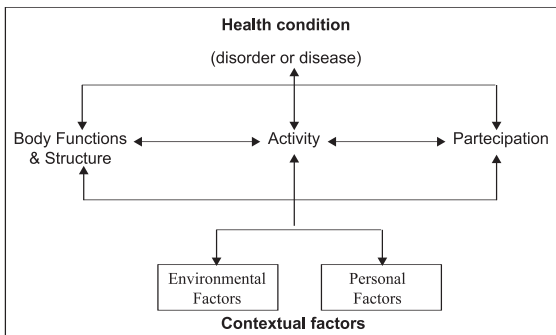 Health condition
(disorder or disease)
Body Functions
& Structure
Activity
Partecipation
Environmental
Factors
Personal
Factors
Contextual factors